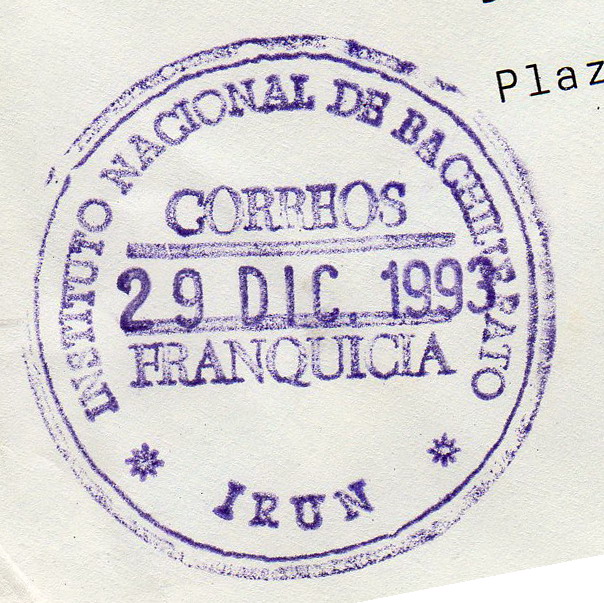 Plaz
INSTITUTO NACIONAL DE BACHILLERATO
CORREOS
29 DIC. 1993
FRANQUICIA
IRUN